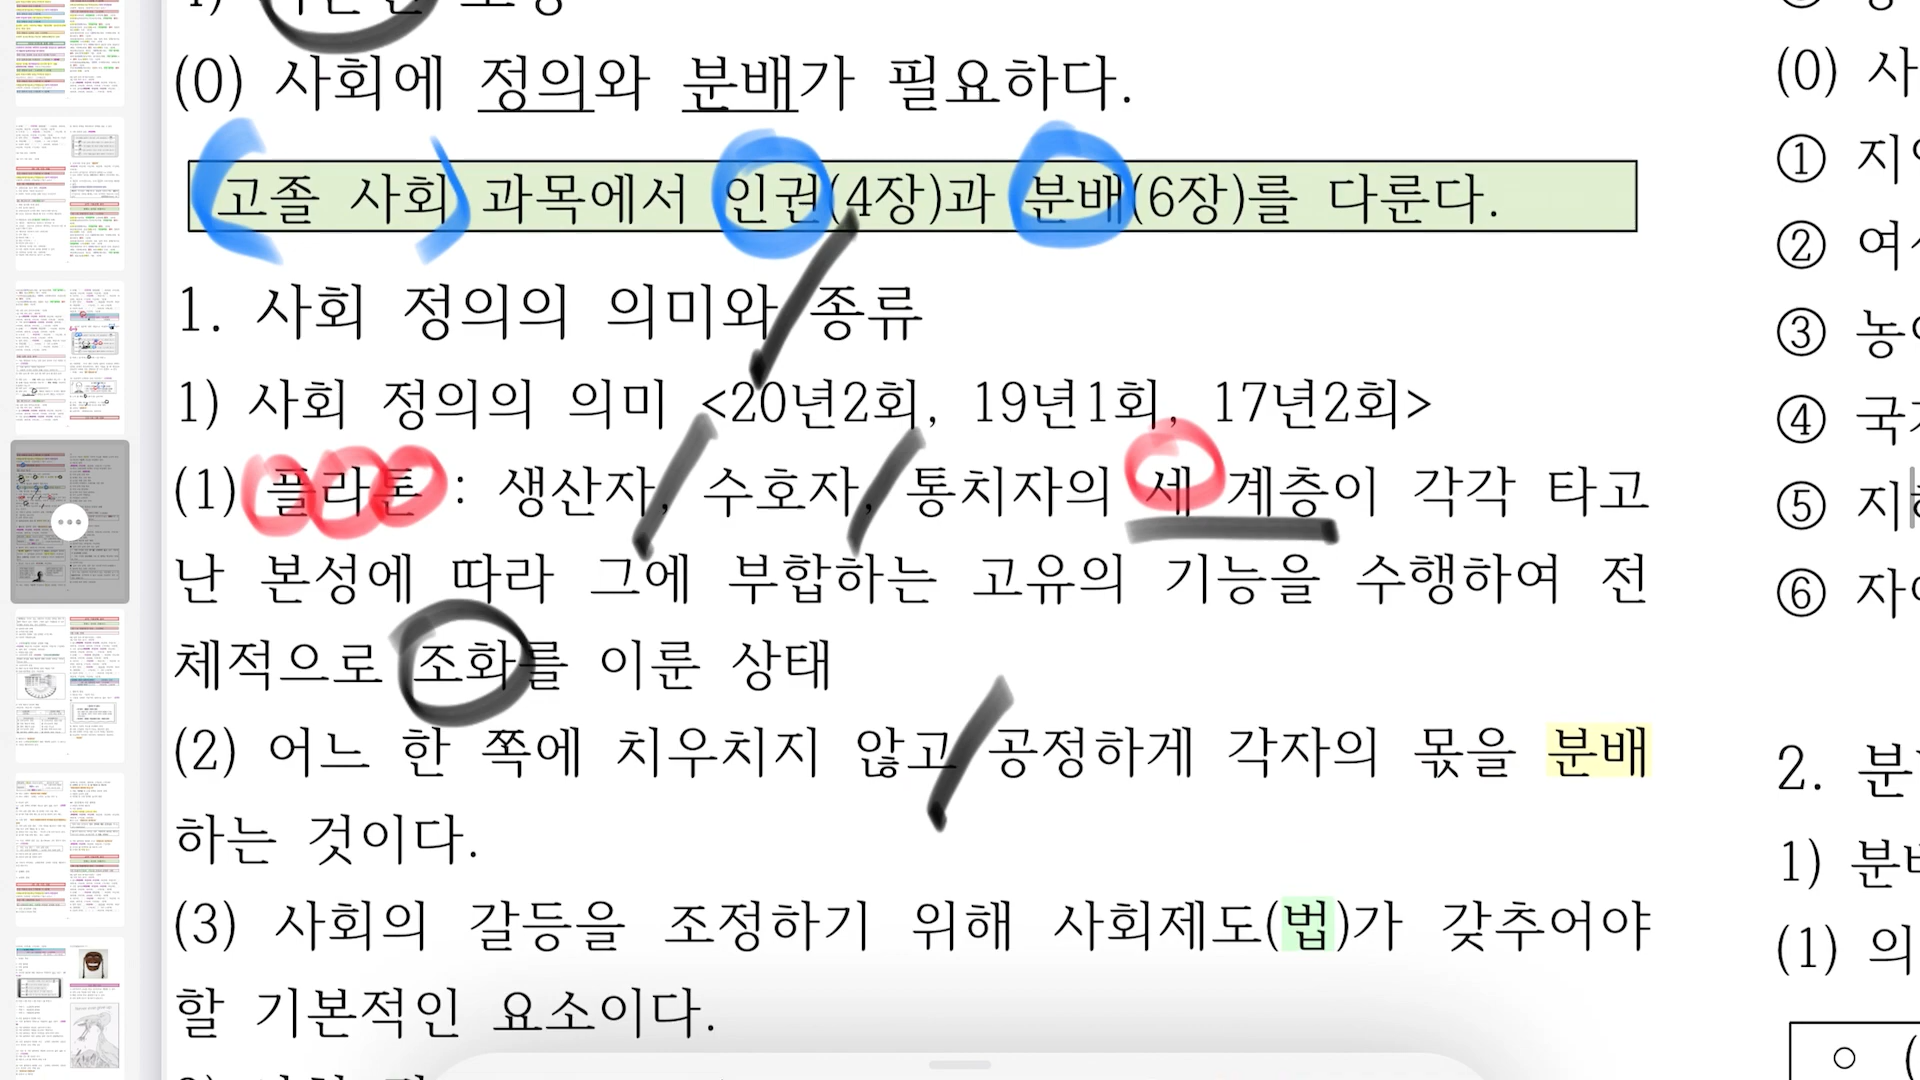 (0) 사회에 정의와 분배가 필요하다.
고졸 사회 과목에서 인권(4장)과 분배(6장)를 다룬다.
1. 사회 정의의 의미와 종류
1) 사회 정의의 의미 <20년2회, 19년1회, 17년2회>
(1) 플라톤 : 생산자, 수호자, 통치자의 세 계층이 각각 타고
난 본성에 따라 그에 부합하는 고유의 기능을 수행하여 전
체적으로 조화를 이룬 상태
(2) 어느 한 쪽에 치우치지 않고 공정하게 각자의 몫을 분배
하는 것이다.
(3) 사회의 갈등을 조정하기 위해 사회제도(법)가 갖추어야
할 기본적인 요소이다.
(0) 사
①
② 여
③ 농
④ 국
⑤
⑥
2. 분
1) 분
(1) 의
○ (